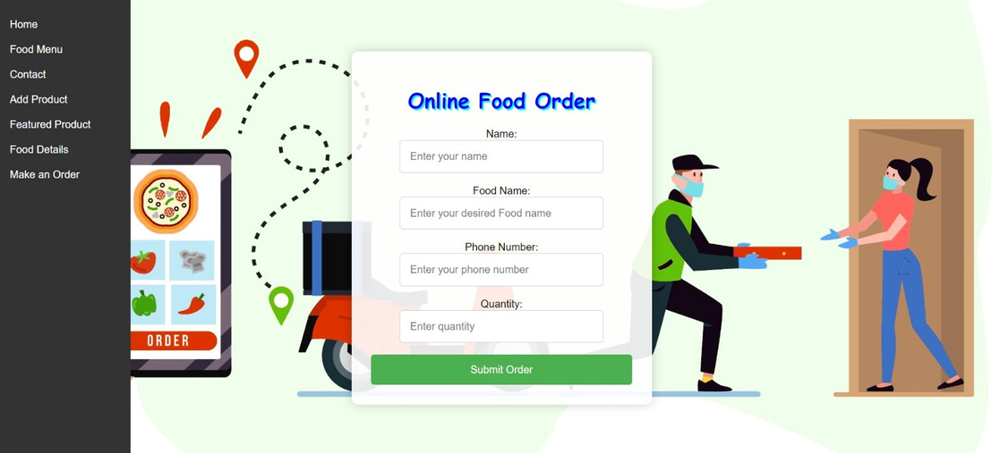 Home
Food Menu
Contact
Add Product
Featured Product
Food Details
Make an Order
ORDER
Online Food Order
Name:
Enter your name
Food Name:
Enter your desired Food name
Phone Number:
Enter your phone number
Quantity:
Enter quantity
Submit Order